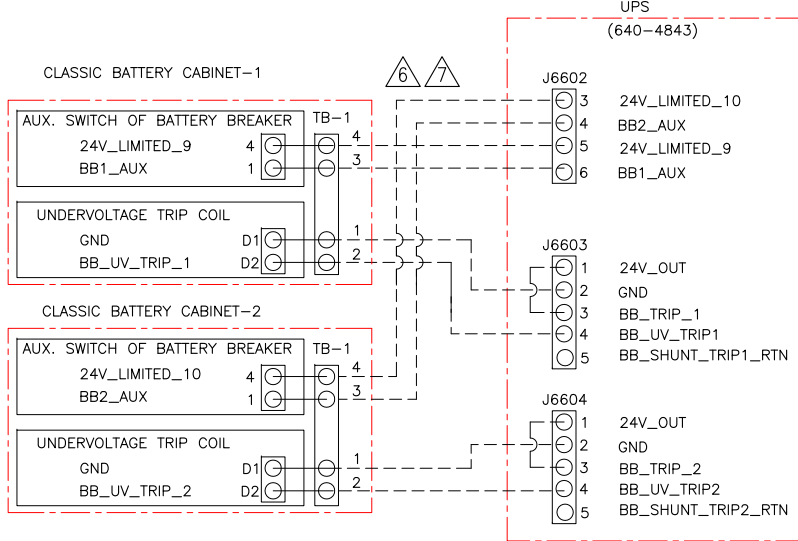 UPS
(640-4843)
CLASSIC BATTERY CABINET-1
6 7
J6602
AUX. SWITCH OF BATTERY BREAKER TB-1
24V_LIMITED_9 4 4
BB1_AUX 1 3
3 24V_LIMITED_10
4 BB2_AUX
5 24V_LIMITED_9
6 BB1_AUX
UNDERVOLTAGE TRIP COIL
GND D1 1
BB_UV_TRIP_1 D2 2
J6603
1 24V_OUT
2 GND
3 BB_TRIP_1
4 BB_UV_TRIP1
5 BB_SHUNT_TRIP1_RTN
CLASSIC BATTERY CABINET-2
AUX. SWITCH OF BATTERY BREAKER TB-1
24V_LIMITED_10 4 4
BB2_AUX 1 3
UNDERVOLTAGE TRIP COIL
GND D1 1
BB_UV_TRIP_2 D2 2
J6604
1 24V_OUT
2 GND
3 BB_TRIP_2
4 BB_UV_TRIP2
5 BB_SHUNT_TRIP2_RTN